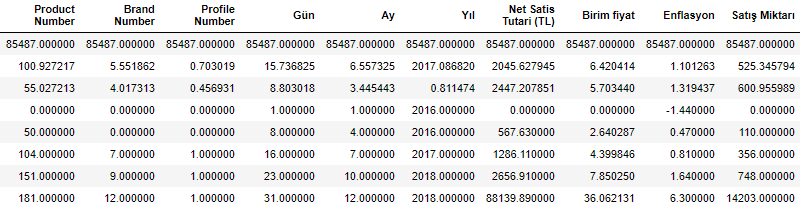 Product Number Brand Number Profile Number Gün Ay Yıl Net Satis Tutari (TL) Birim fiyat Enflasyon Satış Miktarı
85487.000000 85487.000000 85487.000000 85487.000000 85487.000000 85487.000000 85487.000000 85487.000000 85487.000000 85487.000000
100.927217 5.551862 0.703019 15.736825 6.557325 2017.086820 2045.627945 6.420414 1.101263 525.345794
55.027213 4.017313 0.456931 8.803018 3.445443 0.811474 2447.207851 5.703440 1.319437 600.955989
0.000000 0.000000 0.000000 1.000000 1.000000 2016.000000 0.000000 0.000000 -1.440000 0.000000
50.000000 0.000000 0.000000 8.000000 4.000000 2016.000000 567.630000 2.640287 0.470000 110.000000
104.000000 7.000000 1.000000 16.000000 7.000000 2017.000000 1286.110000 4.399846 0.810000 356.000000
151.000000 9.000000 1.000000 23.000000 10.000000 2018.000000 2656.910000 7.850250 1.640000 748.000000
181.000000 12.000000 1.000000 31.000000 12.000000 2018.000000 88139.890000 36.062131 6.300000 14203.000000